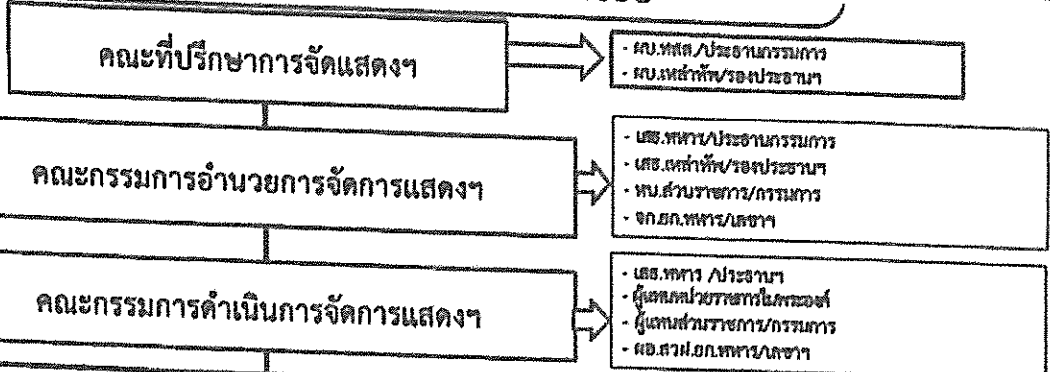 คณะที่ปรึกษาการจัดแสดงฯ
- ผบ.ทสส./ประธานกรรมการ
- ผบ.เหล่าทัพ/รองประธานฯ
คณะกรรมการอำนวยการจัดการแสดงฯ
- เสธ.ทหาร/ประธานกรรมการ
- เสธ.เหล่าทัพ/รองประธานฯ
- หน.ส่วนราชการ/กรรมการ
- จก.ยก.ทหาร/เลขาฯ
คณะกรรมการดำเนินการจัดการแสดงฯ
- เสธ.ทหาร /ประธานฯ
- ผู้แทนหน่วยราชการในพระองค์
- ผู้แทนส่วนราชการ/กรรมการ
- ผอ.สวฝ.ยก.ทหาร/เลขาฯ